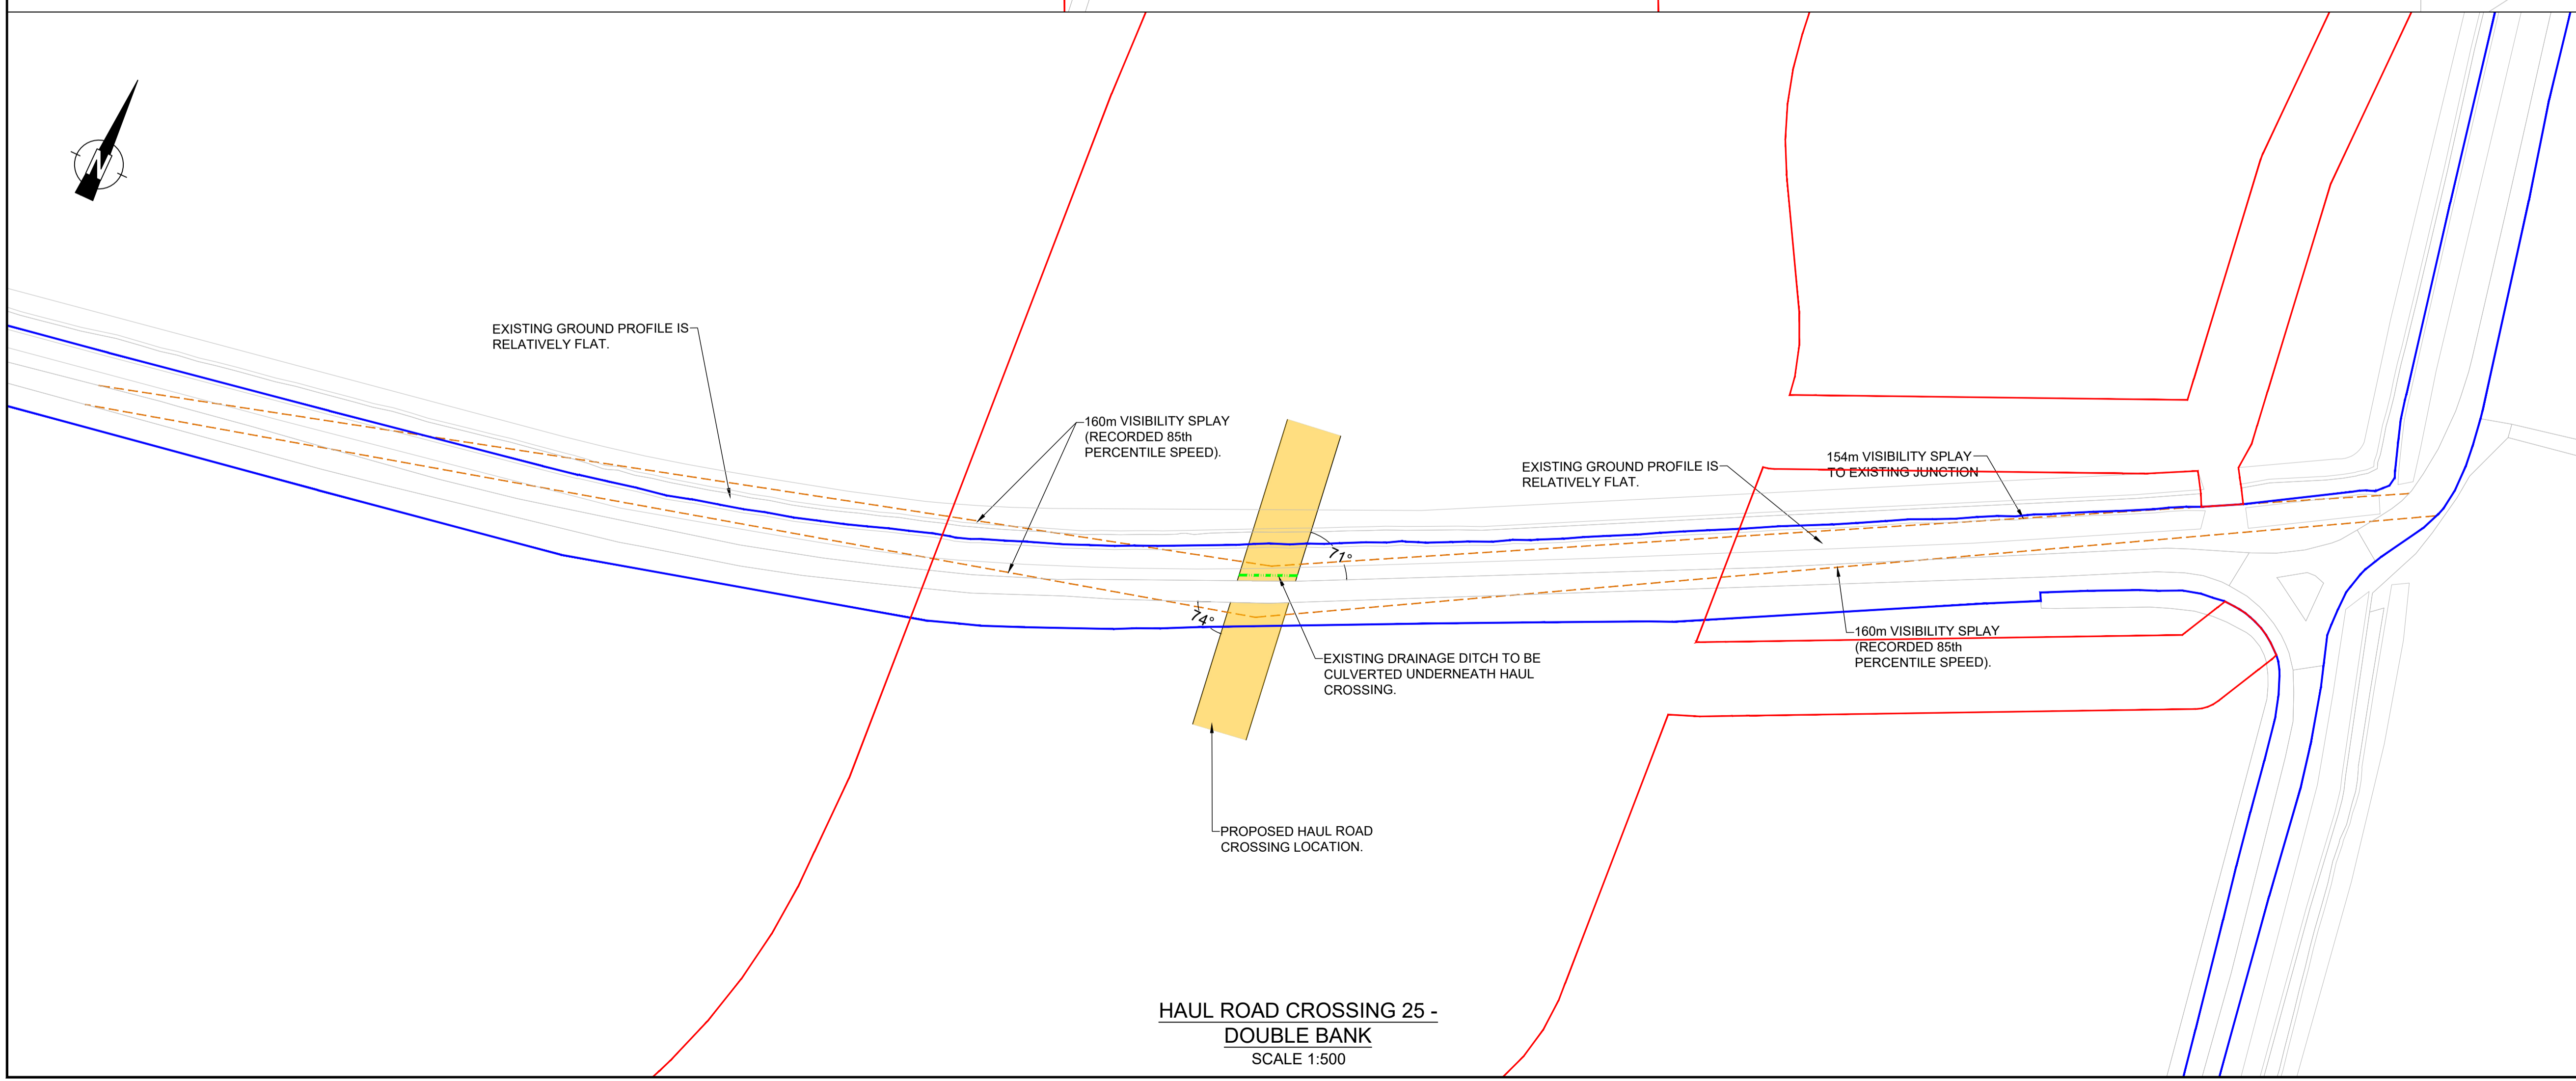 N
EXISTING GROUND PROFILE IS
RELATIVELY FLAT.
160m VISIBILITY SPLAY
(RECORDED 85th
PERCENTILE SPEED).
EXISTING GROUND PROFILE IS
RELATIVELY FLAT.
154m VISIBILITY SPLAY
TO EXISTING JUNCTION
71°
74°
160m VISIBILITY SPLAY
(RECORDED 85th
PERCENTILE SPEED).
EXISTING DRAINAGE DITCH TO BE
CULVERTED UNDERNEATH HAUL
CROSSING.
PROPOSED HAUL ROAD
CROSSING LOCATION.
HAUL ROAD CROSSING 25 -
DOUBLE BANK
SCALE 1:500